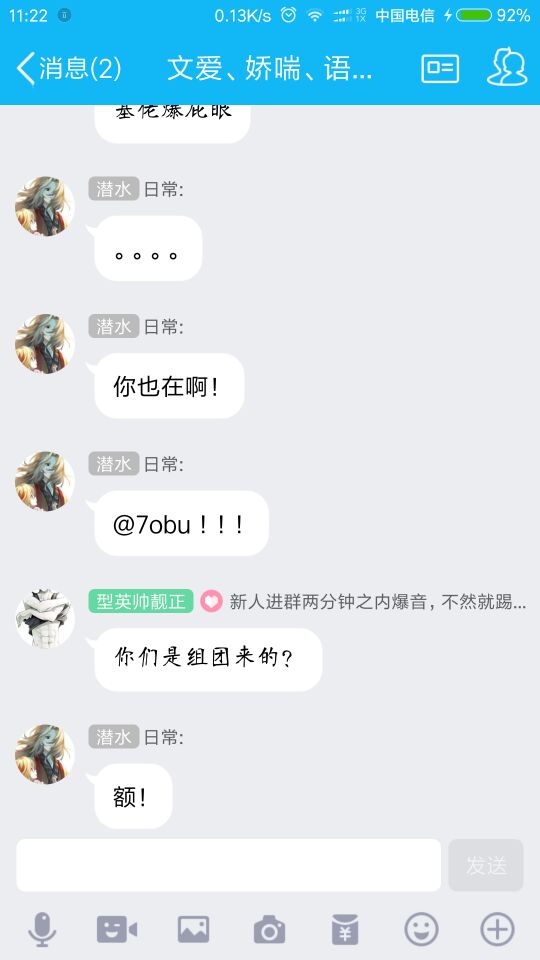 11:22 0.13K/s 3G 1X 中国电信 92%
消息(2) 文爱、娇喘、语...
基佬爆屁眼
潜水 日常:
。。。。
潜水 日常:
你也在啊！
潜水 日常:
@7obu！！！
型英帅靓正 新人进群两分钟之内爆音，不然就踢...
你们是组团来的？
潜水 日常:
额！
发送